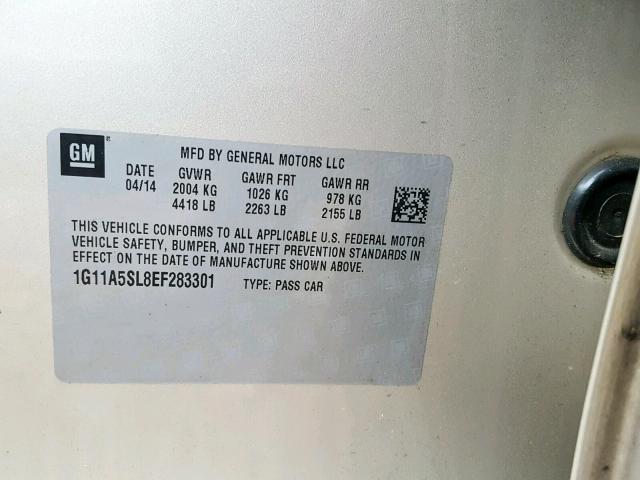 GM
MFD BY GENERAL MOTORS LLC
DATE GVWR GAWR FRT GAWR RR
04/14 2004 KG 1026 KG 978 KG
4418 LB 2263 LB 2155 LB
THIS VEHICLE CONFORMS TO ALL APPLICABLE U.S. FEDERAL MOTOR
VEHICLE SAFETY, BUMPER, AND THEFT PREVENTION STANDARDS IN
EFFECT ON THE DATE OF MANUFACTURE SHOWN ABOVE.
1G11A5SL8EF283301 TYPE: PASS CAR